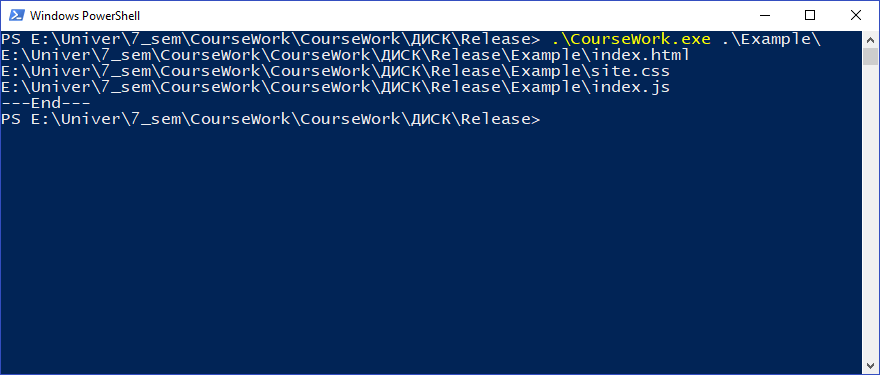 Windows PowerShell
PS E:\Univer\7_sem\CourseWork\CourseWork\ДИСК\Release> .\CourseWork.exe .\Example\
E:\Univer\7_sem\CourseWork\CourseWork\ДИСК\Release\Example\index.html
E:\Univer\7_sem\CourseWork\CourseWork\ДИСК\Release\Example\site.css
E:\Univer\7_sem\CourseWork\CourseWork\ДИСК\Release\Example\index.js
---End---
PS E:\Univer\7_sem\CourseWork\CourseWork\ДИСК\Release>